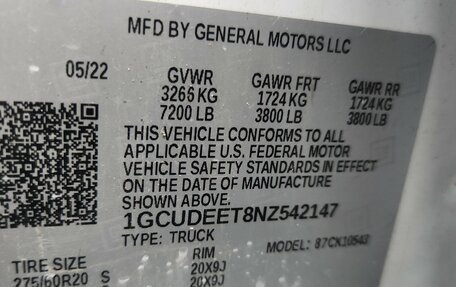 MFD BY GENERAL MOTORS LLC
05/22 GVWR GAWR FRT GAWR RR
3266 KG 1724 KG 1724 KG
7200 LB 3800 LB 3800 LB
THIS VEHICLE CONFORMS TO ALL
APPLICABLE U.S. FEDERAL MOTOR
VEHICLE SAFETY STANDARDS IN EFFECT
ON THE DATE OF MANUFACTURE
SHOWN ABOVE.
1GCUDEET8NZ542147
TYPE: TRUCK MODEL: 87CK10543
TIRE SIZE RIM
275/60R20 S 20X9J
20X9J